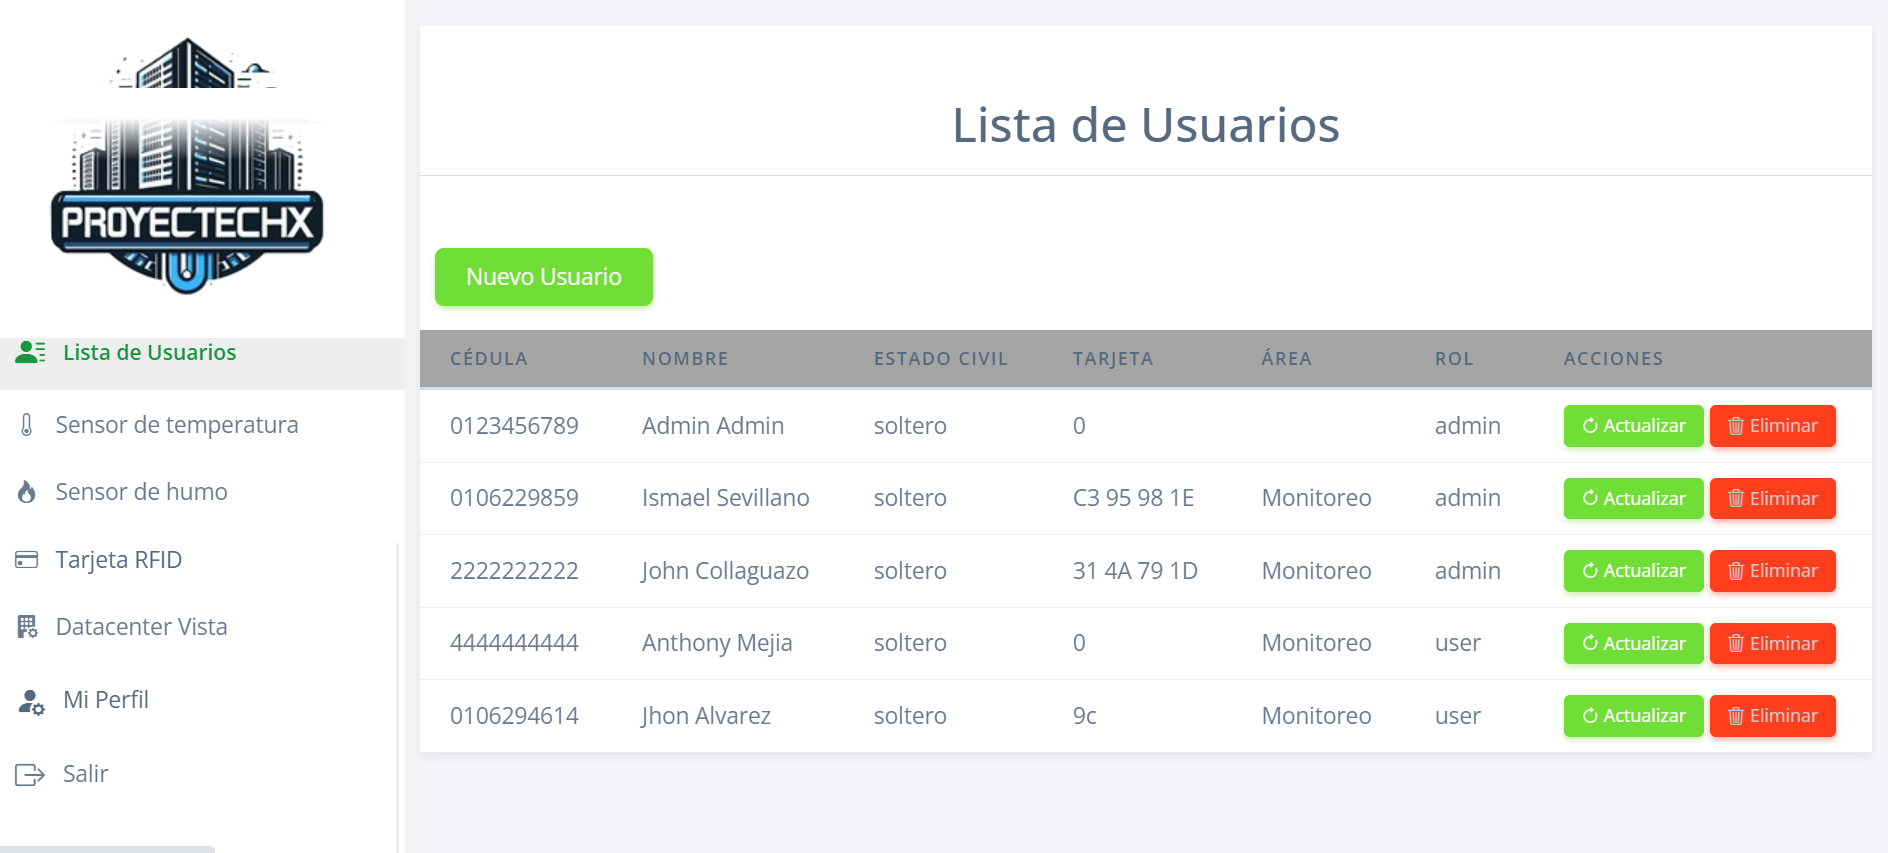 PROYECTECHX
Lista de Usuarios
Sensor de temperatura
Sensor de humo
Tarjeta RFID
Datacenter Vista
Mi Perfil
Salir
Lista de Usuarios
Nuevo Usuario
CÉDULA NOMBRE ESTADO CIVIL TARJETA ÁREA ROL ACCIONES
0123456789 Admin Admin soltero 0 admin Actualizar Eliminar
0106229859 Ismael Sevillano soltero C3 95 98 1E Monitoreo admin Actualizar Eliminar
2222222222 John Collaguazo soltero 31 4A 79 1D Monitoreo admin Actualizar Eliminar
4444444444 Anthony Mejia soltero 0 Monitoreo user Actualizar Eliminar
0106294614 Jhon Alvarez soltero 9c Monitoreo user Actualizar Eliminar